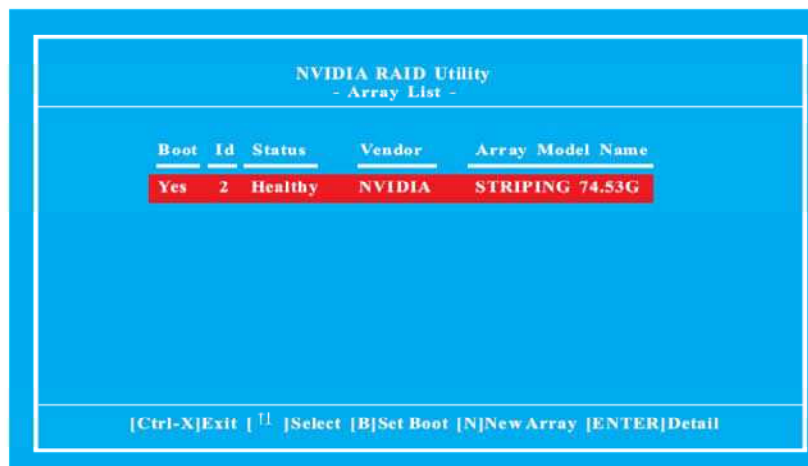 NVIDIA RAID Utility
- Array List -
Boot Id Status Vendor Array Model Name
Yes 2 Healthy NVIDIA STRIPING 74.53G
[Ctrl-X]Exit [ ↑↓ ]Select [B]Set Boot [N]New Array [ENTER]Detail